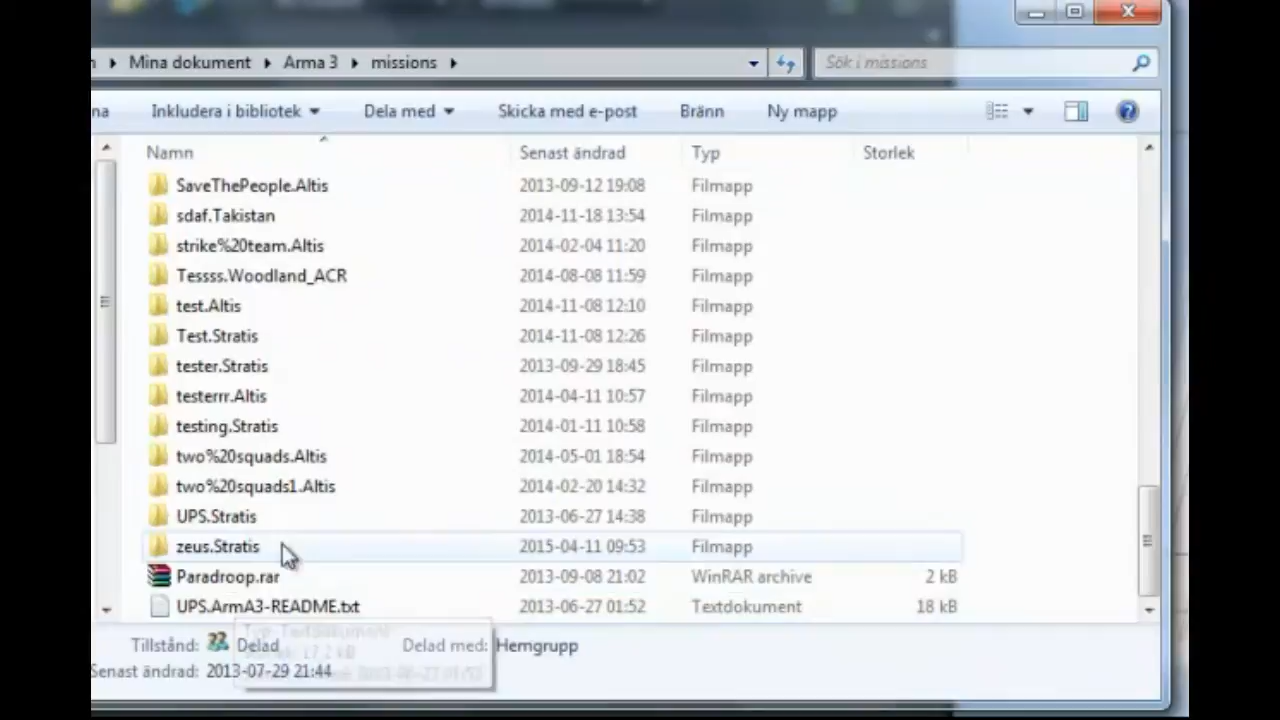 Mina dokument Arma 3 missions Sök i missions
Inkludera i bibliotek Dela med Skicka med e-post Bränn Ny mapp
Namn Senast ändrad Typ Storlek
SaveThePeople.Altis 2013-09-12 19:08 Filmapp
sdaf.Takistan 2014-11-18 13:54 Filmapp
strike%20team.Altis 2014-02-04 11:20 Filmapp
Tessss.Woodland_ACR 2014-08-08 11:59 Filmapp
test.Altis 2014-11-08 12:10 Filmapp
Test.Stratis 2014-11-08 12:26 Filmapp
tester.Stratis 2013-09-29 18:45 Filmapp
testerrr.Altis 2014-04-11 10:57 Filmapp
testing.Stratis 2014-01-11 10:58 Filmapp
two%20squads.Altis 2014-05-01 18:54 Filmapp
two%20squads1.Altis 2014-02-20 14:32 Filmapp
UPS.Stratis 2013-06-27 14:38 Filmapp
zeus.Stratis 2015-04-11 09:53 Filmapp
Paradroop.rar 2013-09-08 21:02 WinRAR archive 2 kB
UPS.ArmA3-README.txt 2013-06-27 01:52 Textdokument 18 kB
Tillstånd: Delad Delad med: Hemgrupp
Senast ändrad: 2013-07-29 21:44